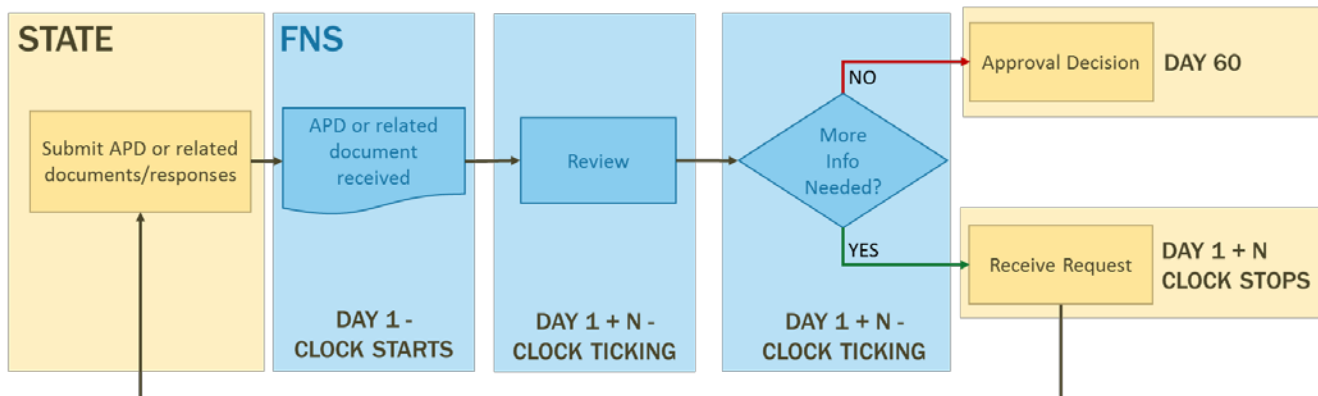 STATE
Submit APD or related
documents/responses
FNS
APD or related
document
received
DAY 1 -
CLOCK STARTS
Review
DAY 1 + N -
CLOCK TICKING
More
Info
Needed?
DAY 1 + N -
CLOCK TICKING
NO
Approval Decision
DAY 60
YES
Receive Request
DAY 1 + N
CLOCK STOPS